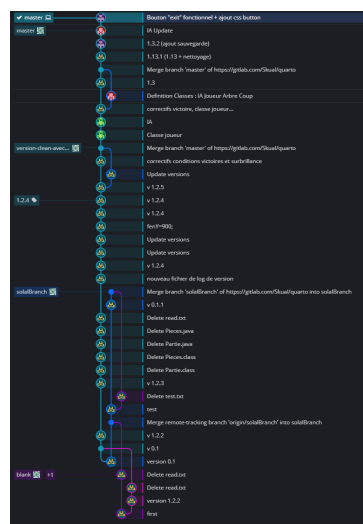 master Bouton "exit" fonctionnel + ajout css button
master IA Update
1.3.2 (ajout sauvegarde)
1.13.1 (1.13 + nettoyage)
Merge branch 'master' of https://gitlab.com/Skual/quarto
1.3
Definition Classes : IA Joueur Arbre Coup
correctifs victoire, classe joueur...
IA
Classe joueur
version-clean-avec... Merge branch 'master' of https://gitlab.com/Skual/quarto
correctifs conditions victoires et surbrillance
Update versions
v 1.2.5
1.2.4 v 1.2.4
v 1.2.4
fenY=900;
Update versions
Update versions
v 1.2.4
nouveau fichier de log de version
solalBranch Merge branch 'solalBranch' of https://gitlab.com/Skual/quarto into solalBranch
v 0.1.1
Delete read.txt
Delete Pieces.java
Delete Partie.java
Delete Pieces.class
Delete Partie.class
v 1.2.3
Delete test.txt
test
Merge remote-tracking branch 'origin/solalBranch' into solalBranch
v 1.2.2
v 0.1
version 0.1
blank +1 Delete read.txt
Delete read.txt
version 1.2.2
first